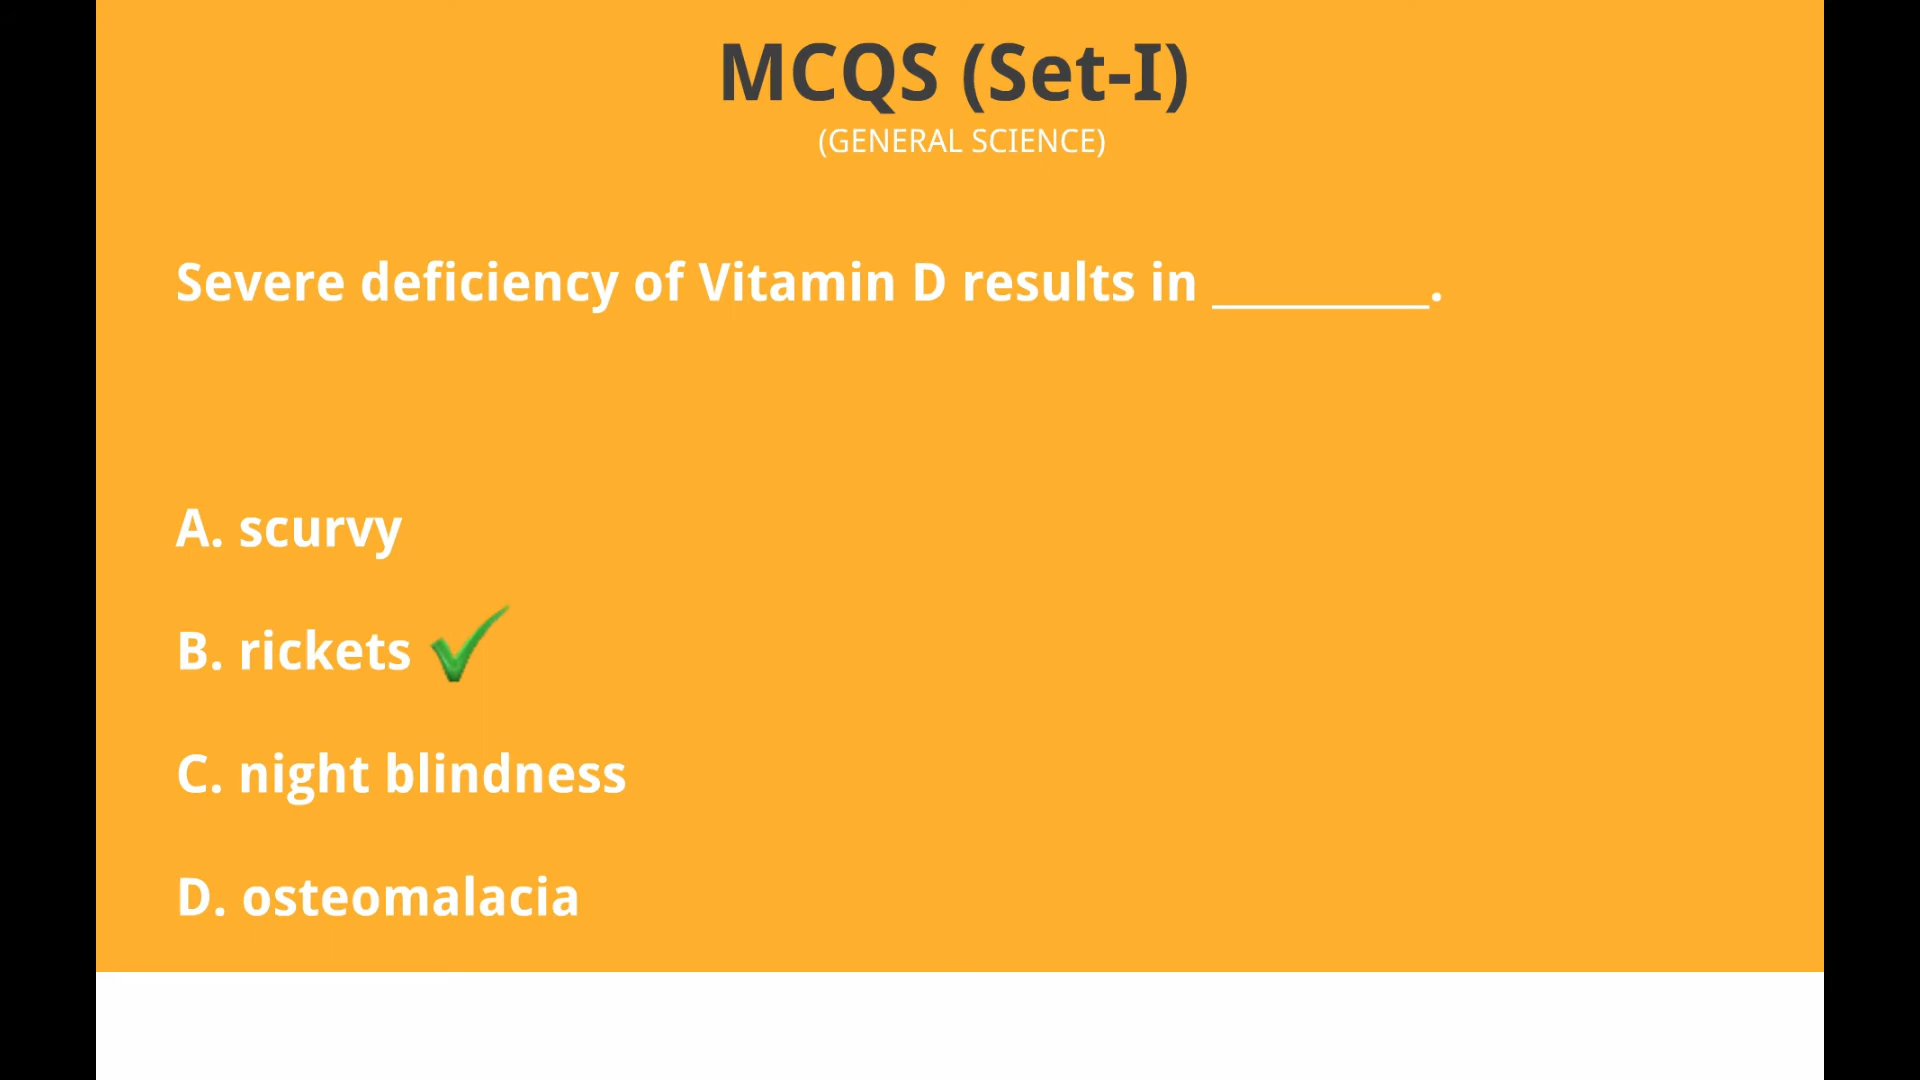 MCQS (Set-I)
(GENERAL SCIENCE)
Severe deficiency of Vitamin D results in _________.
A. scurvy
B. rickets
C. night blindness
D. osteomalacia